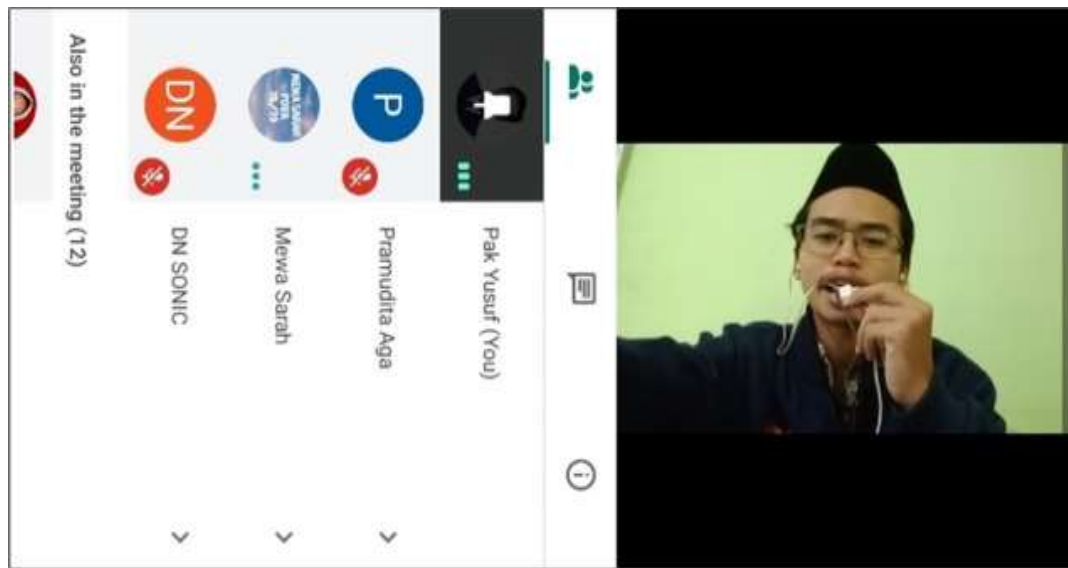 Pak Yusuf (You)
P
Pramudita Aga
Mewa Sarah
DN
DN SONIC
Also in the meeting (12)